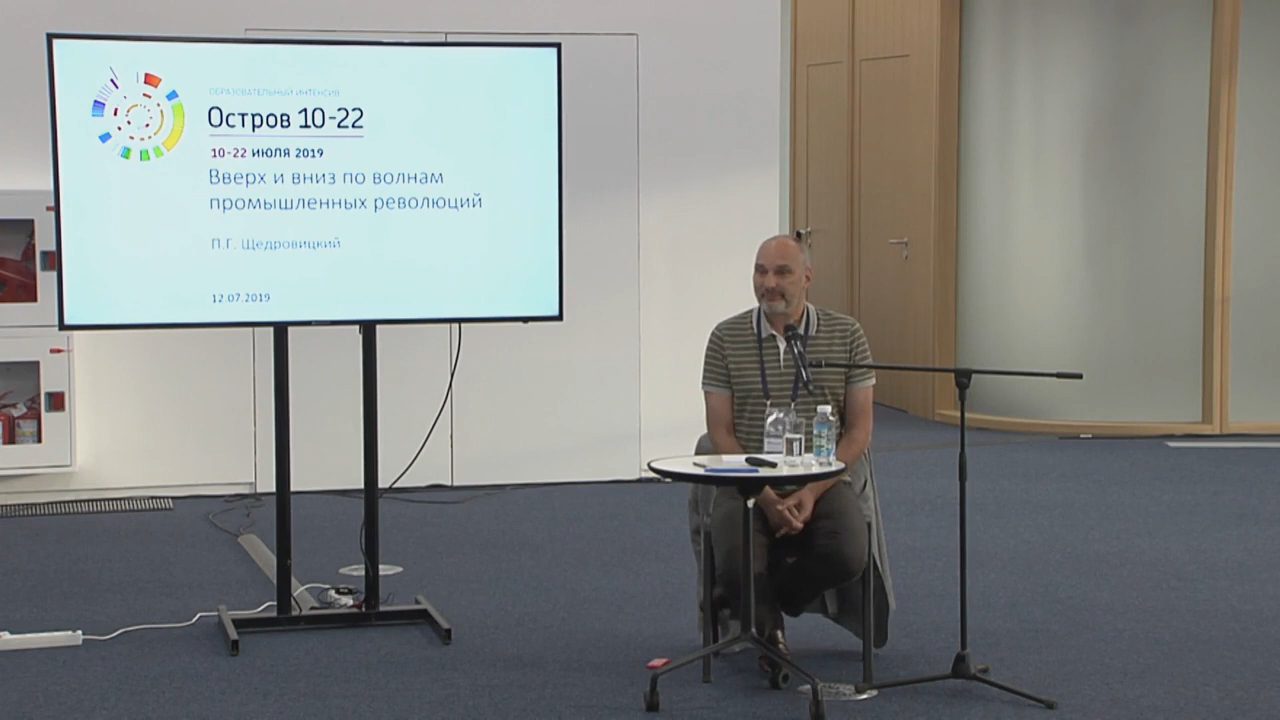 ОБРАЗОВАТЕЛЬНЫЙ ИНТЕНСИВ
Остров 10-22
10-22 ИЮЛЯ 2019
Вверх и вниз по волнам
промышленных революций
П.Г. Щедровицкий
12.07.2019